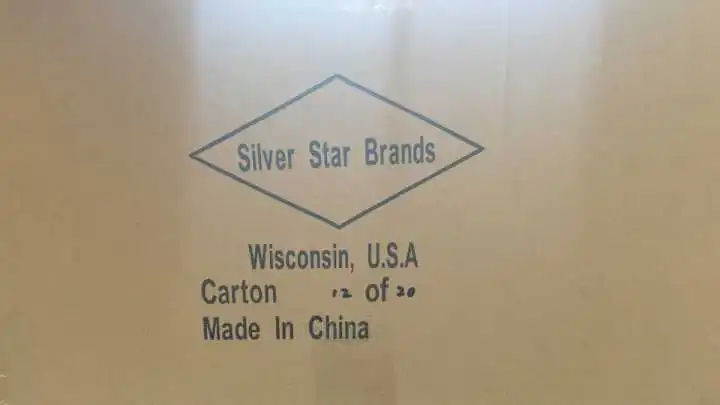 Silver Star Brands
Wisconsin, U.S.A
Carton 12 of 20
Made In China